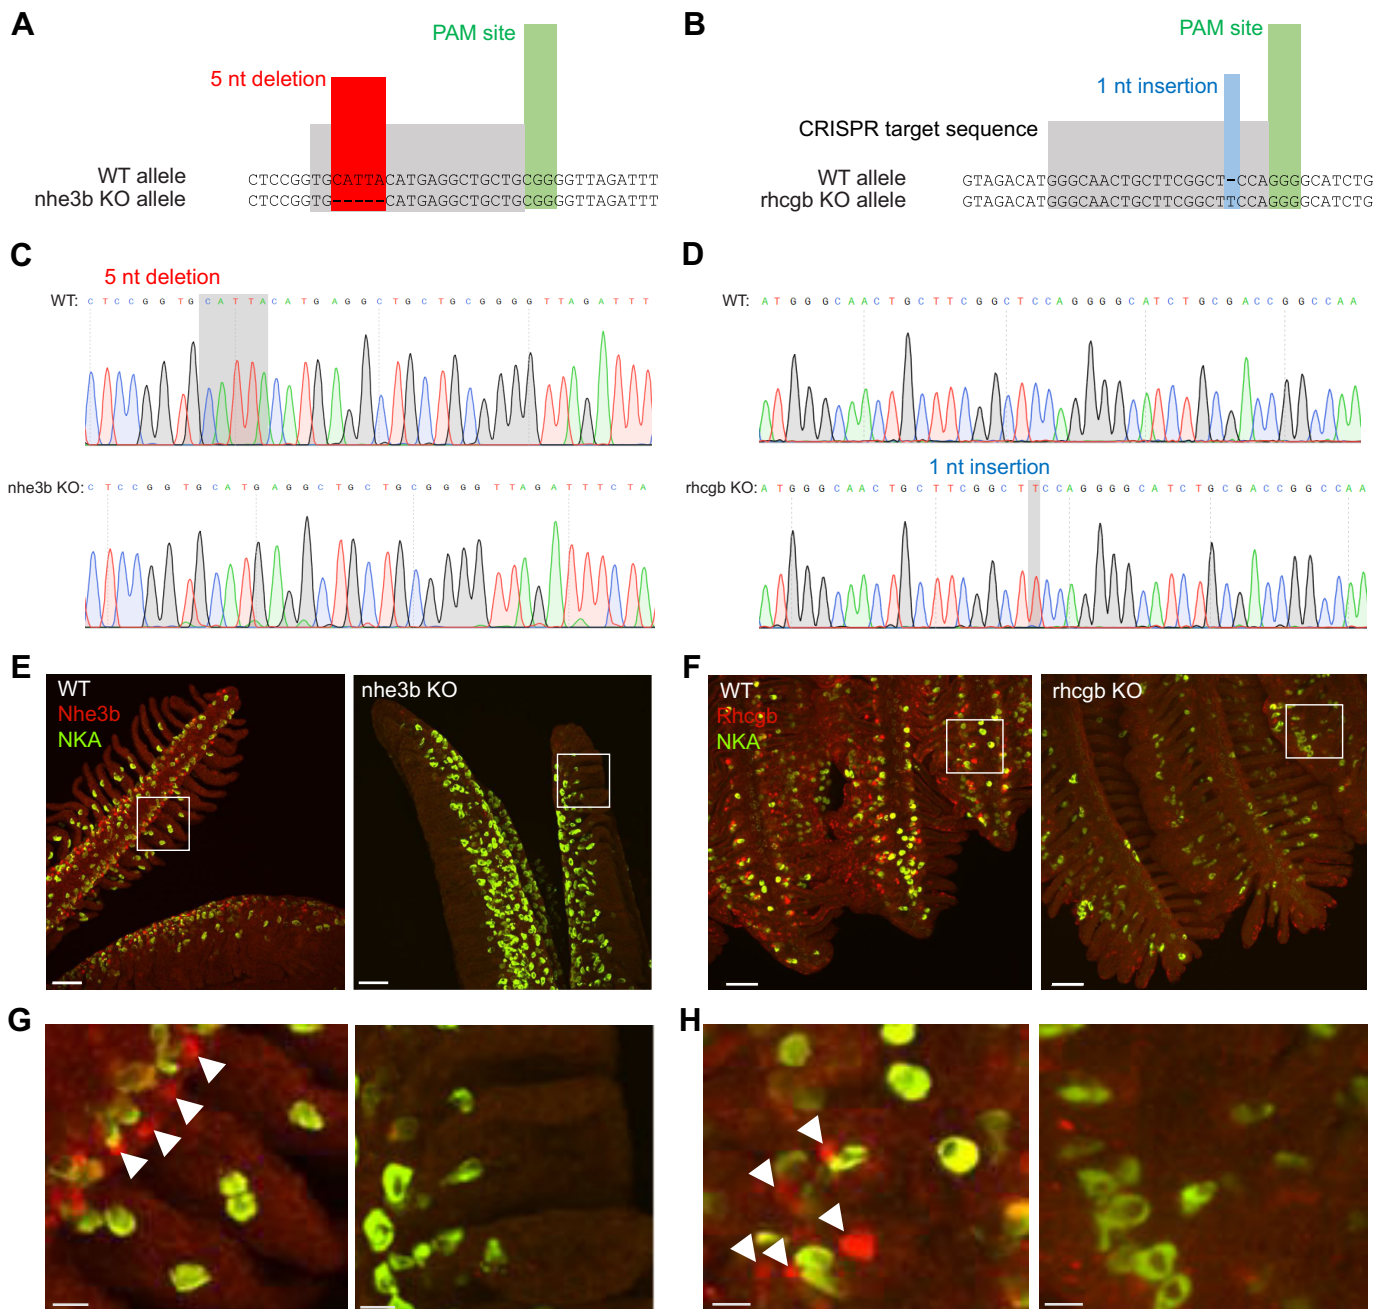 A
PAM site
5 nt deletion
WT allele CTCCGGTGCATTACATGAGGCTGCTGCGGGGTTAGATTT
nhe3b KO allele CTCCGGTG-----CATGAGGCTGCTGCGGGGTTAGATTT
B
PAM site
1 nt insertion
CRISPR target sequence
WT allele GTAGACATGGGCAACTGCTTCGGCT-CCAGGGGCATCTG
rhcgb KO allele GTAGACATGGGCAACTGCTTCGGCTTCCAGGGGCATCTG
C
5 nt deletion
WT: C T C C G G T G C A T T A C A T G A G G C T G C T G C G G G G T T A G A T T T
nhe3b KO: C T C C G G T G C A T G A G G C T G C T G C G G G G T T A G A T T T C T A
D
WT: A T G G G C A A C T G C T T C G G C T C C A G G G G C A T C T G C G A C C G G C C A A
1 nt insertion
rhcgb KO: A T G G G C A A C T G C T T C G G C T T C C A G G G G C A T C T G C G A C C G G C C A A
E
WT
Nhe3b
NKA
nhe3b KO
F
WT
Rhcgb
NKA
rhcgb KO
G
H